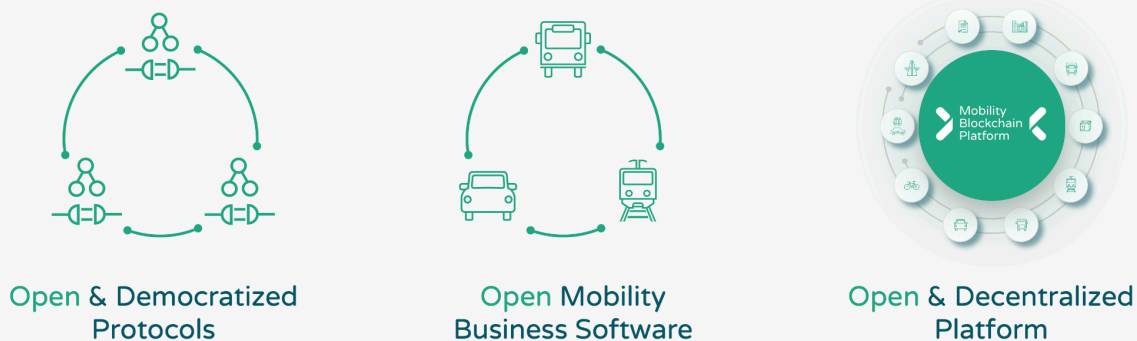 Mobility
Blockchain
Platform
Open & Democratized
Protocols
Open Mobility
Business Software
Open & Decentralized
Platform